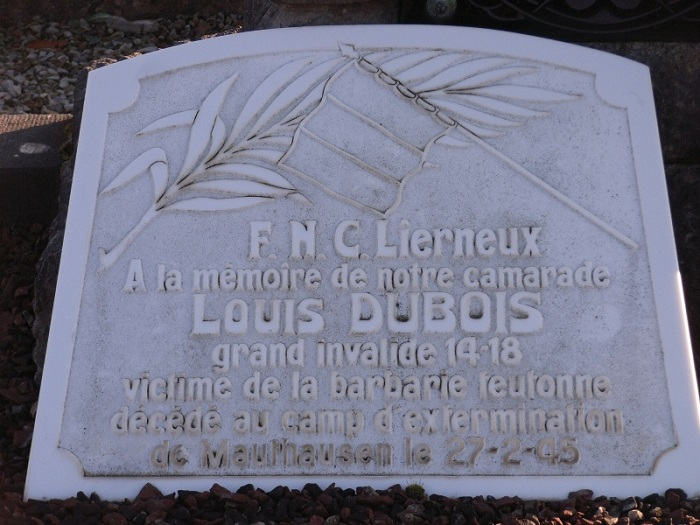 F. N. C. Lierneux
A la mémoire de notre camarade
LOUIS DUBOIS
grand invalide 14-18
victime de la barbarie teutonne
décédé au camp d'extermination
de Mauthausen le 27-2-45